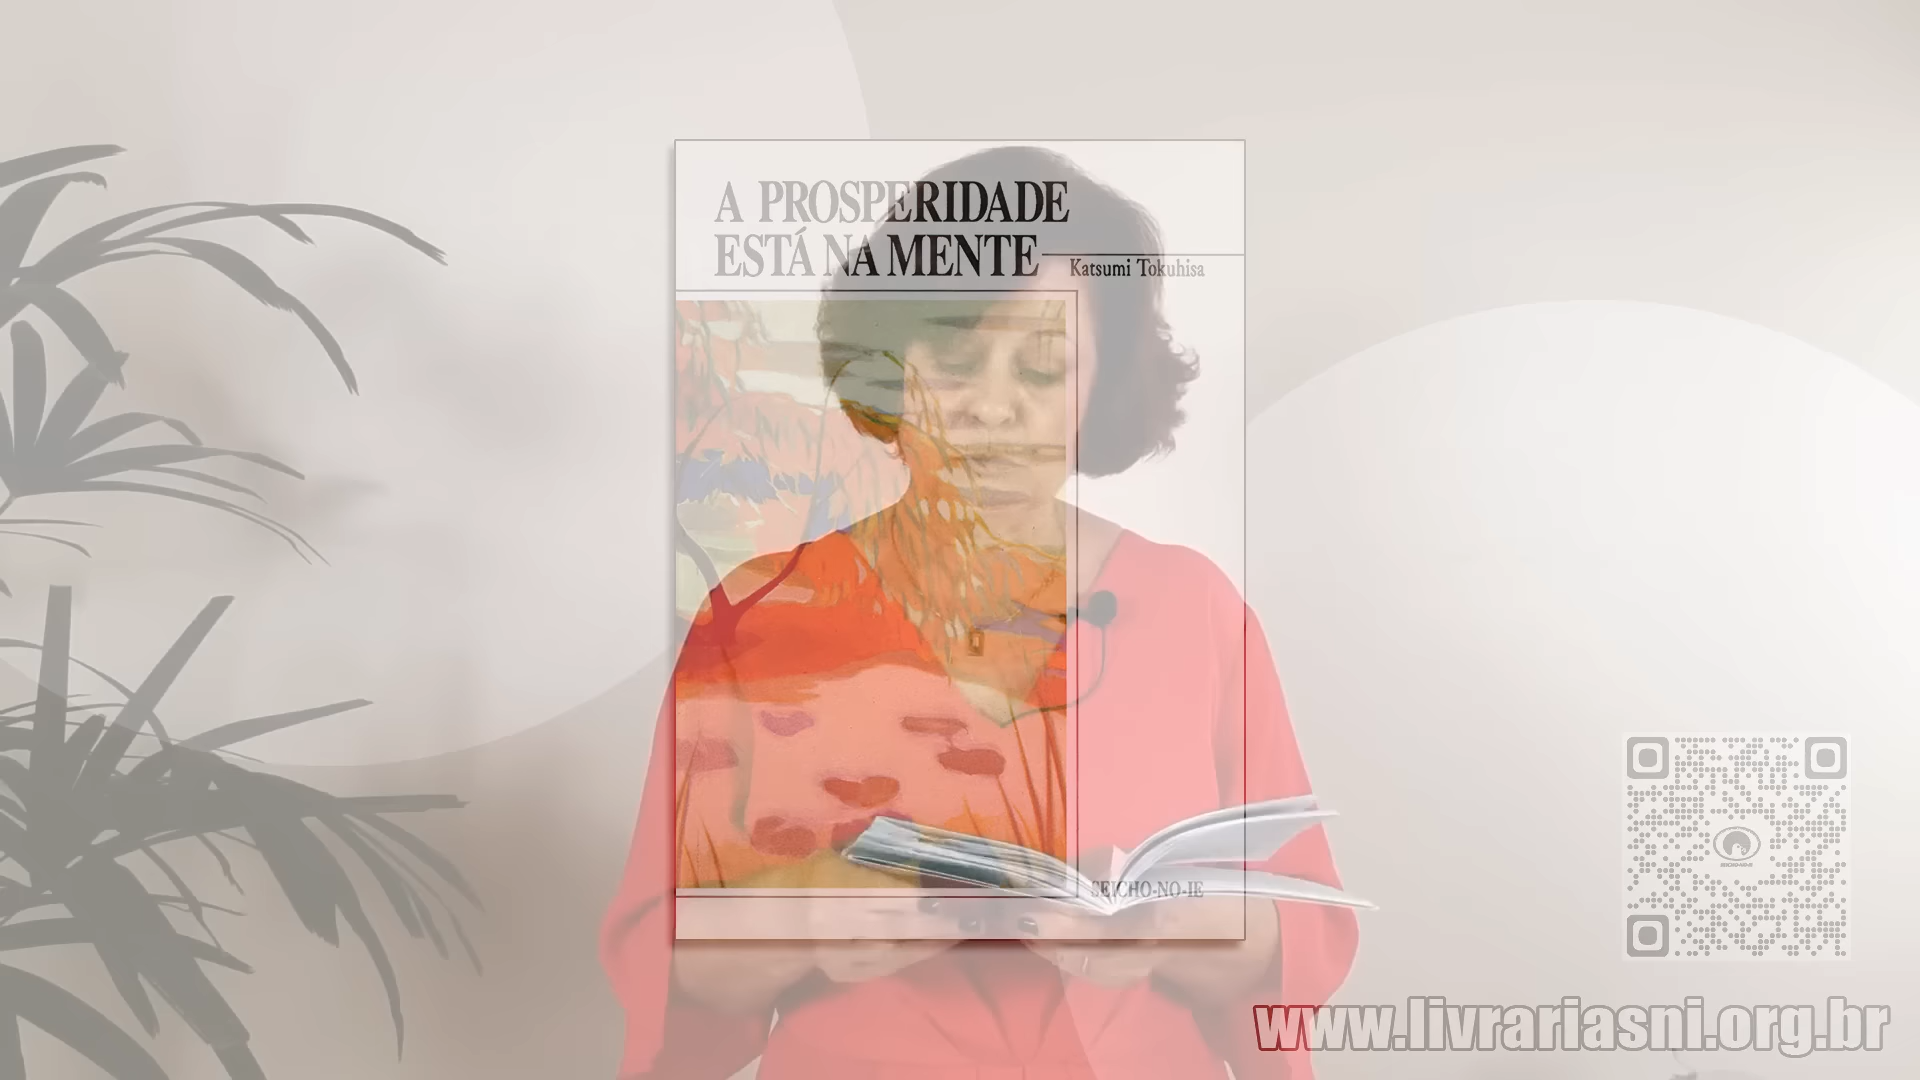 A PROSPERIDADE
ESTÁ NA MENTE
Katsumi Tokuhisa
SEICHO-NO-IE
www.livrariasni.org.br